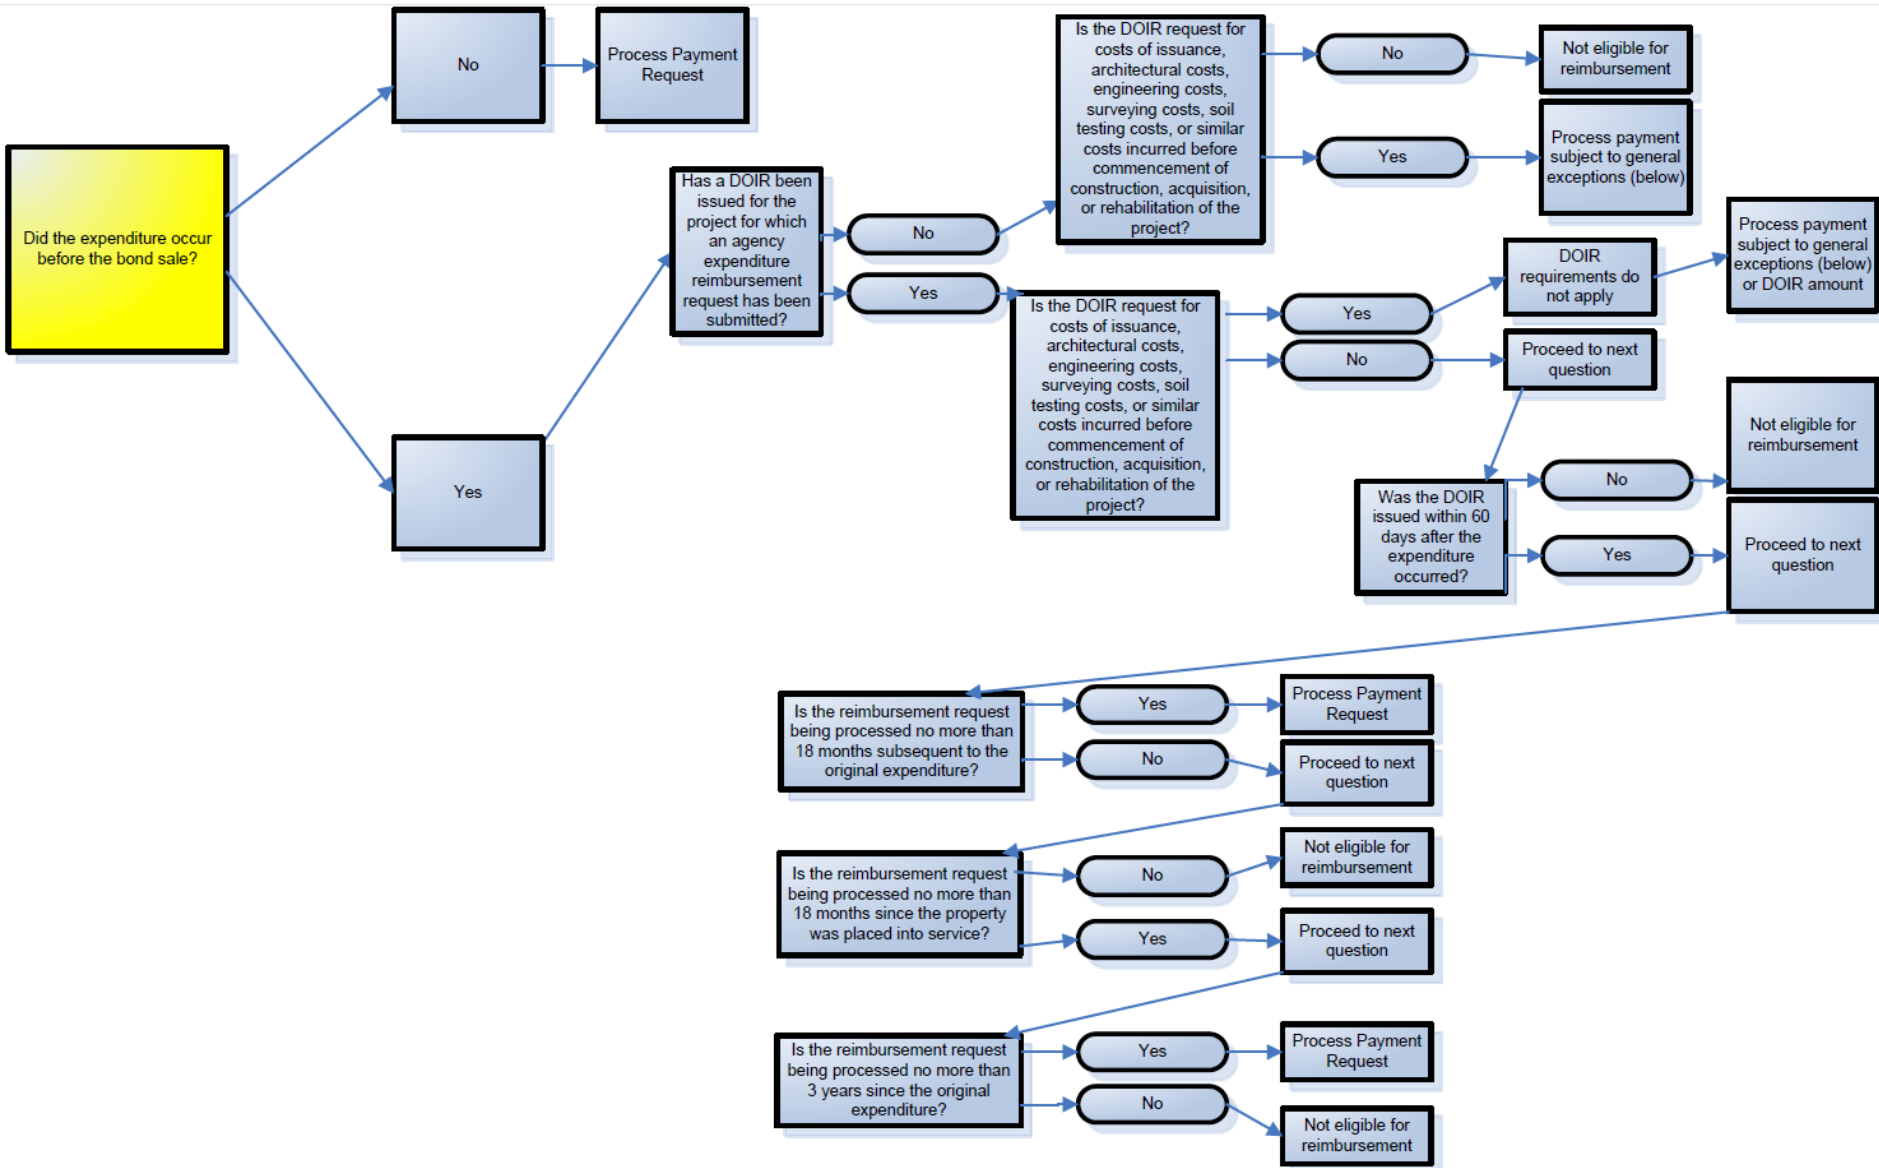 Did the expenditure occur
before the bond sale?
No
Process Payment
Request
Yes
Has a DOIR been
issued for the
project for which
an agency
expenditure
reimbursement
request has been
submitted?
No
Yes
Is the DOIR request for
costs of issuance,
architectural costs,
engineering costs,
surveying costs, soil
testing costs, or similar
costs incurred before
commencement of
construction, acquisition,
or rehabilitation of the
project?
No
Not eligible for
reimbursement
Yes
Process payment
subject to general
exceptions (below)
Is the DOIR request for
costs of issuance,
architectural costs,
engineering costs,
surveying costs, soil
testing costs, or similar
costs incurred before
commencement of
construction, acquisition,
or rehabilitation of the
project?
Yes
DOIR
requirements do
not apply
Process payment
subject to general
exceptions (below)
or DOIR amount
No
Proceed to next
question
Was the DOIR
issued within 60
days after the
expenditure
occurred?
No
Not eligible for
reimbursement
Yes
Proceed to next
question
Is the reimbursement request
being processed no more than
18 months subsequent to the
original expenditure?
Yes
Process Payment
Request
No
Proceed to next
question
Is the reimbursement request
being processed no more than
18 months since the property
was placed into service?
No
Not eligible for
reimbursement
Yes
Proceed to next
question
Is the reimbursement request
being processed no more than
3 years since the original
expenditure?
Yes
Process Payment
Request
No
Not eligible for
reimbursement